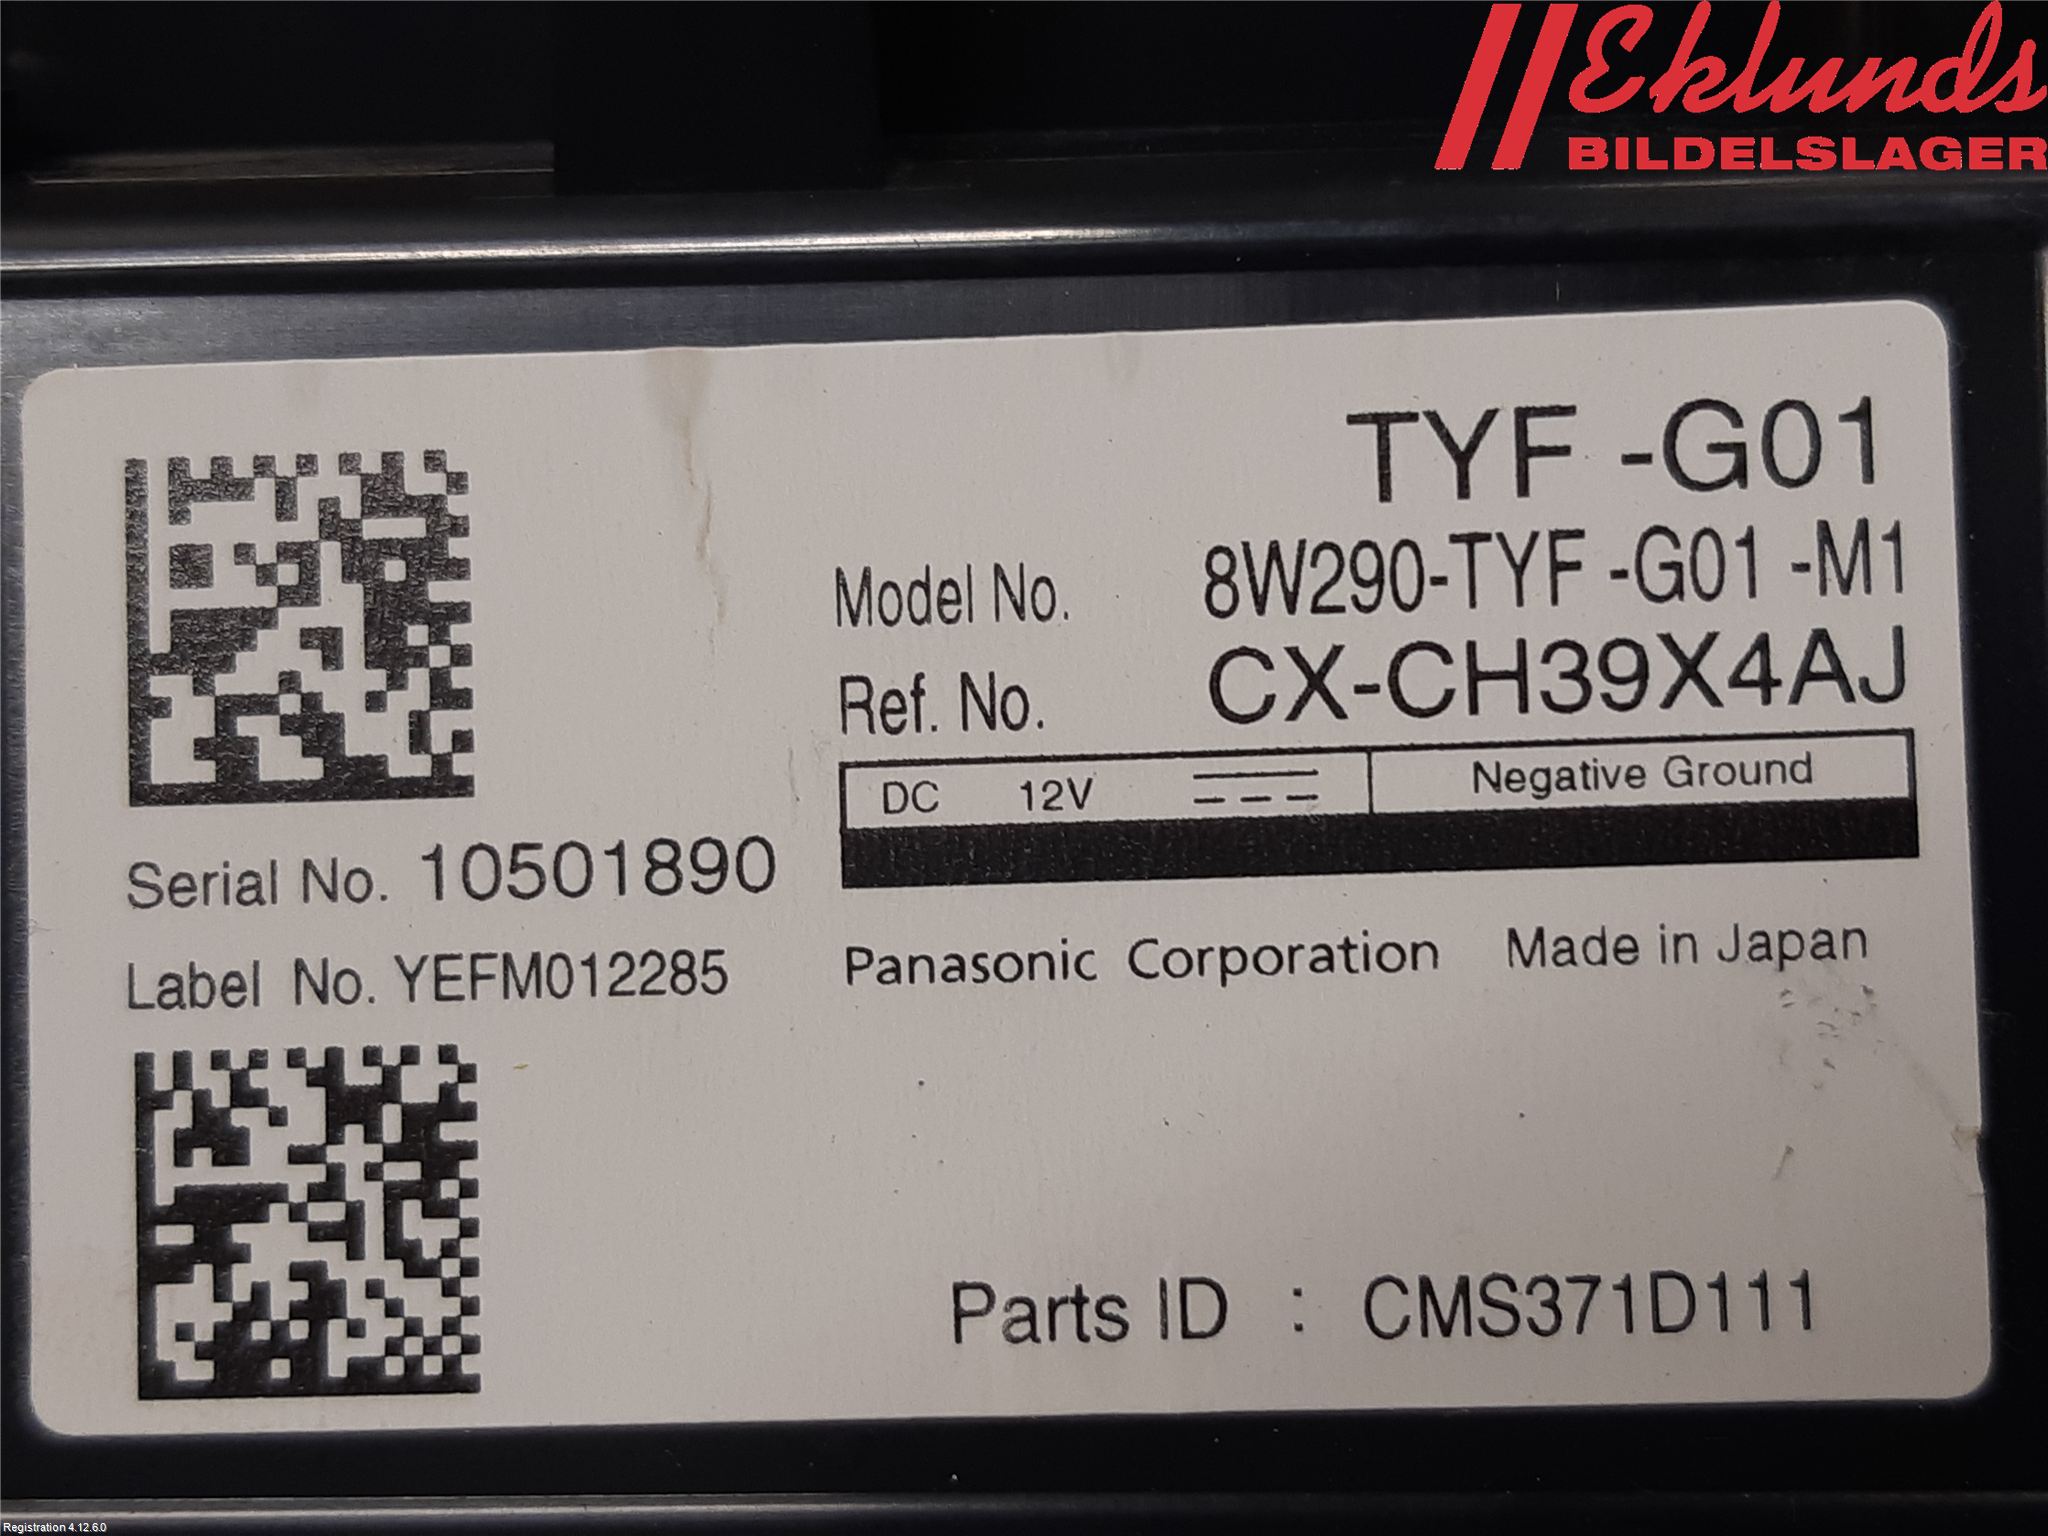 Eklunds
BILDELSLAGER
TYF -G01
Model No. 8W290-TYF -G01 -M1
Ref. No. CX-CH39X4AJ
DC 12V Negative Ground
Serial No. 10501890
Label No. YEFM012285
Panasonic Corporation Made in Japan
Parts ID : CMS371D111
Registration 4.12.6.0